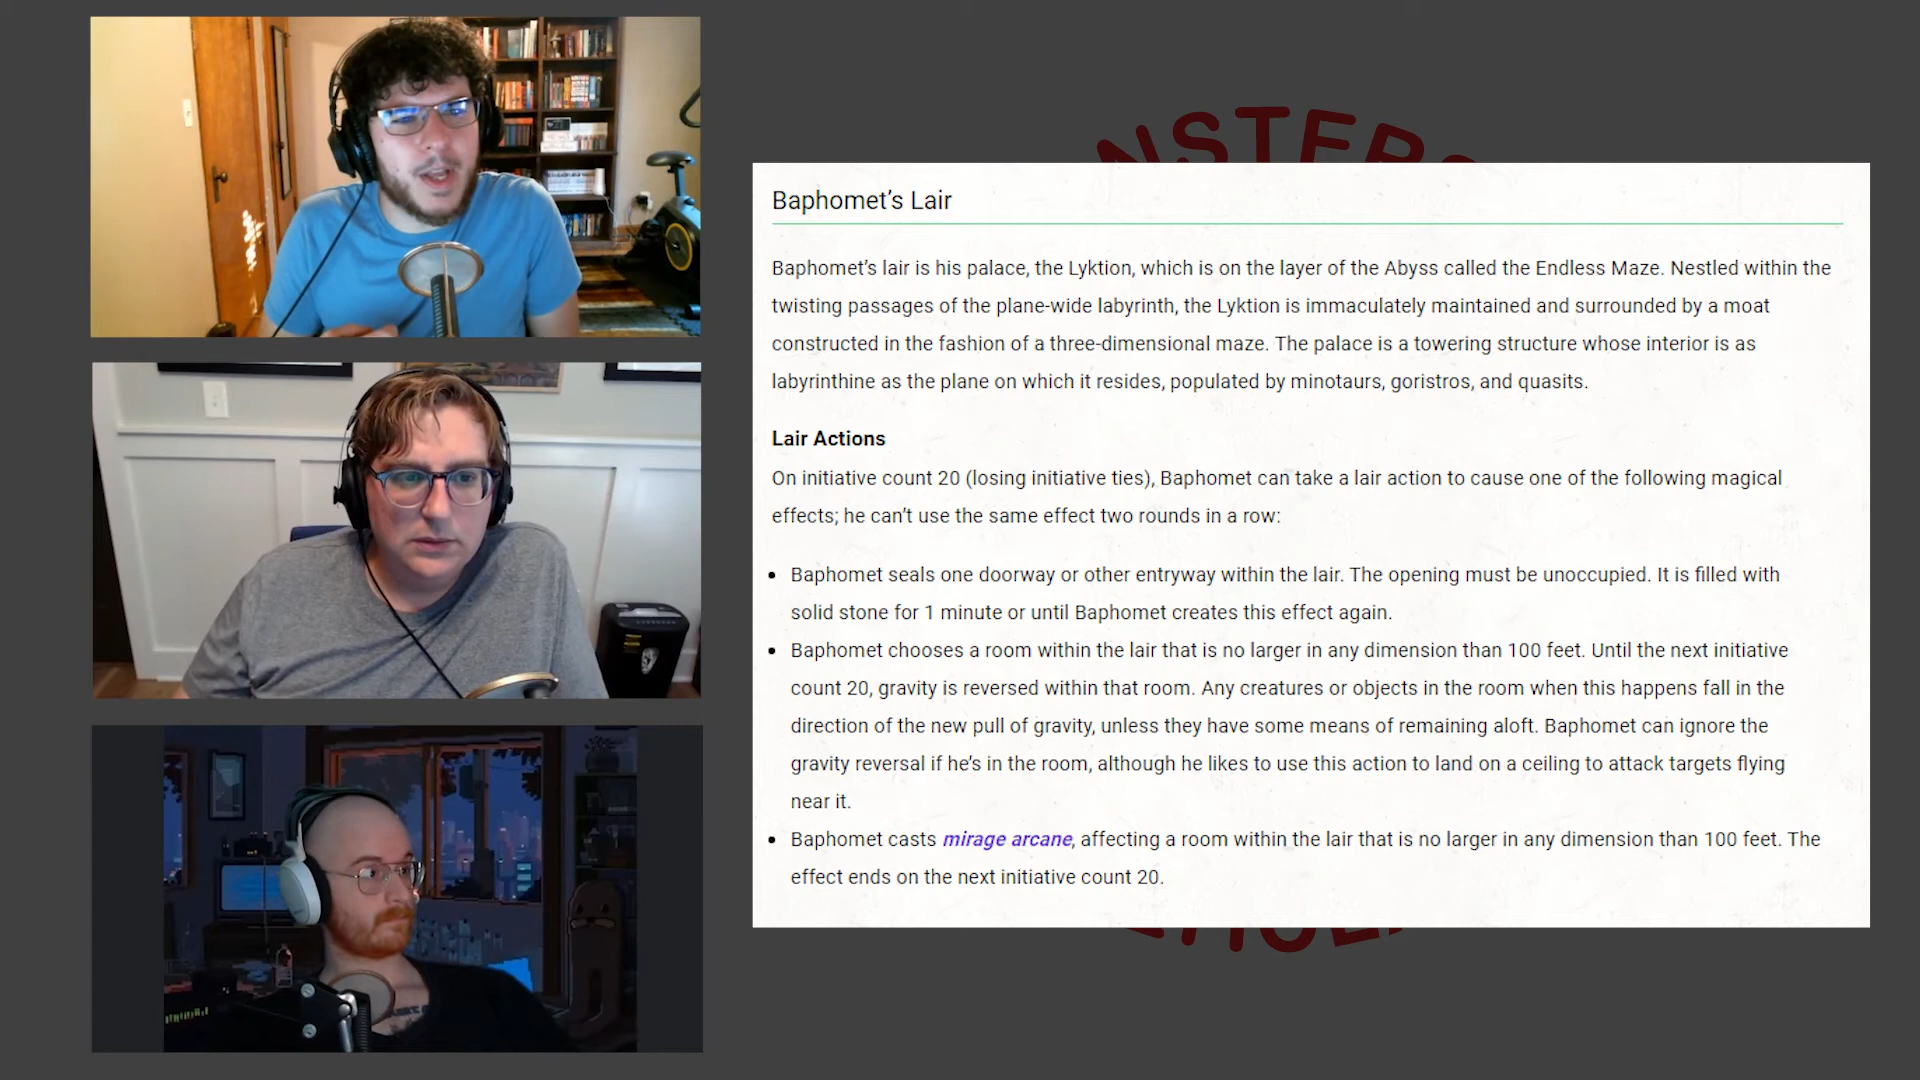 NSTERS
Baphomet’s Lair
Baphomet’s lair is his palace, the Lyktion, which is on the layer of the Abyss called the Endless Maze. Nestled within the
twisting passages of the plane-wide labyrinth, the Lyktion is immaculately maintained and surrounded by a moat
constructed in the fashion of a three-dimensional maze. The palace is a towering structure whose interior is as
labyrinthine as the plane on which it resides, populated by minotaurs, goristros, and quasits.
Lair Actions
On initiative count 20 (losing initiative ties), Baphomet can take a lair action to cause one of the following magical
effects; he can’t use the same effect two rounds in a row:
• Baphomet seals one doorway or other entryway within the lair. The opening must be unoccupied. It is filled with
solid stone for 1 minute or until Baphomet creates this effect again.
• Baphomet chooses a room within the lair that is no larger in any dimension than 100 feet. Until the next initiative
count 20, gravity is reversed within that room. Any creatures or objects in the room when this happens fall in the
direction of the new pull of gravity, unless they have some means of remaining aloft. Baphomet can ignore the
gravity reversal if he’s in the room, although he likes to use this action to land on a ceiling to attack targets flying
near it.
• Baphomet casts mirage arcane, affecting a room within the lair that is no larger in any dimension than 100 feet. The
effect ends on the next initiative count 20.